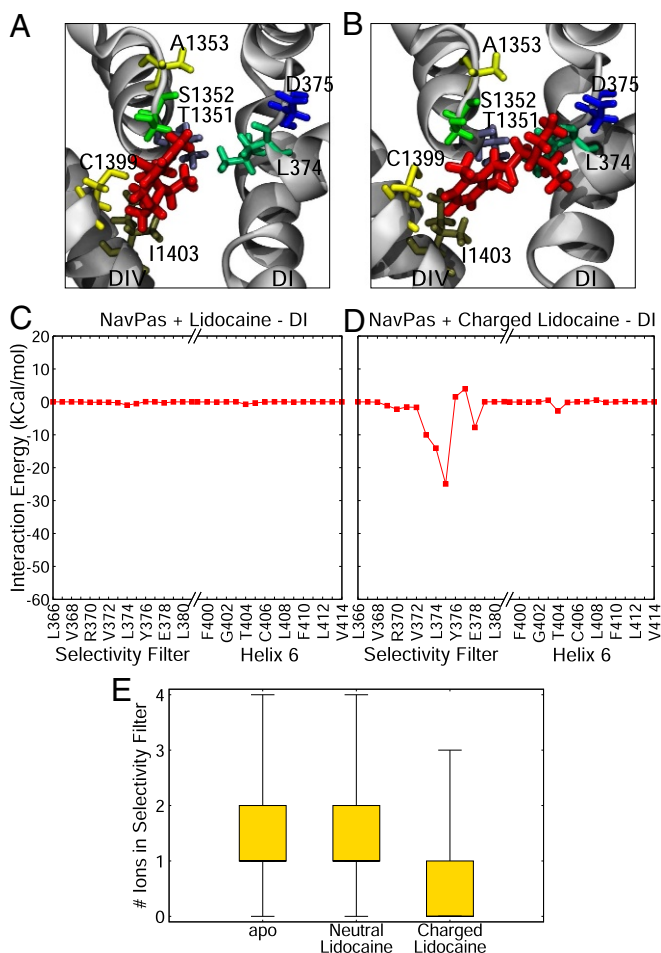 A
B
A1353
S1352
T1351
D375
C1399
L374
I1403
DIV
DI
A1353
S1352
T1351
D375
C1399
L374
I1403
DIV
DI
C
NavPas + Lidocaine - DI
D
NavPas + Charged Lidocaine - DI
Interaction Energy (kCal/mol)
20
10
0
-10
-20
-30
-40
-50
-60
L366
V368
R370
V372
L374
Y376
E378
L380
F400
G402
T404
C406
L408
F410
L412
V414
Selectivity Filter
Helix 6
L366
V368
R370
V372
L374
Y376
E378
L380
F400
G402
T404
C406
L408
F410
L412
V414
Selectivity Filter
Helix 6
E
# Ions in Selectivity Filter
4
3
2
1
0
apo
Neutral
Lidocaine
Charged
Lidocaine